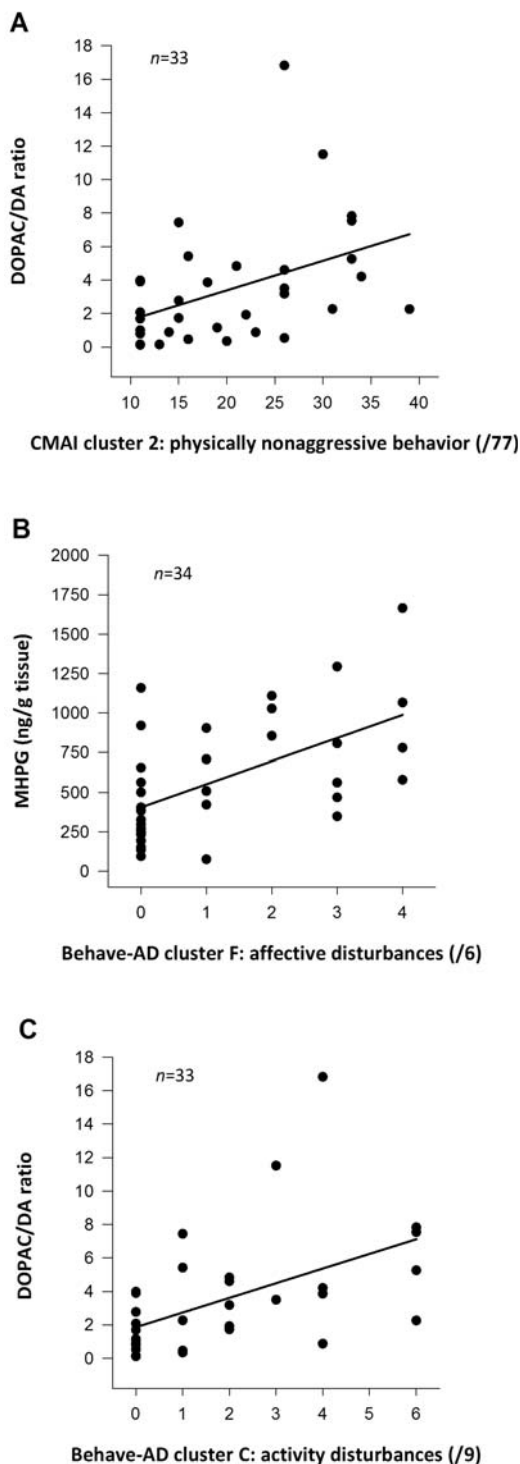 A
n=33
18
16
14
12
10
8
6
4
2
0
DOPAC/DA ratio
10 15 20 25 30 35 40
CMAI cluster 2: physically nonaggressive behavior (/77)
B
n=34
2000
1750
1500
1250
1000
750
500
250
0
MHPG (ng/g tissue)
0 1 2 3 4
Behave-AD cluster F: affective disturbances (/6)
C
n=33
18
16
14
12
10
8
6
4
2
0
DOPAC/DA ratio
0 1 2 3 4 5 6
Behave-AD cluster C: activity disturbances (/9)